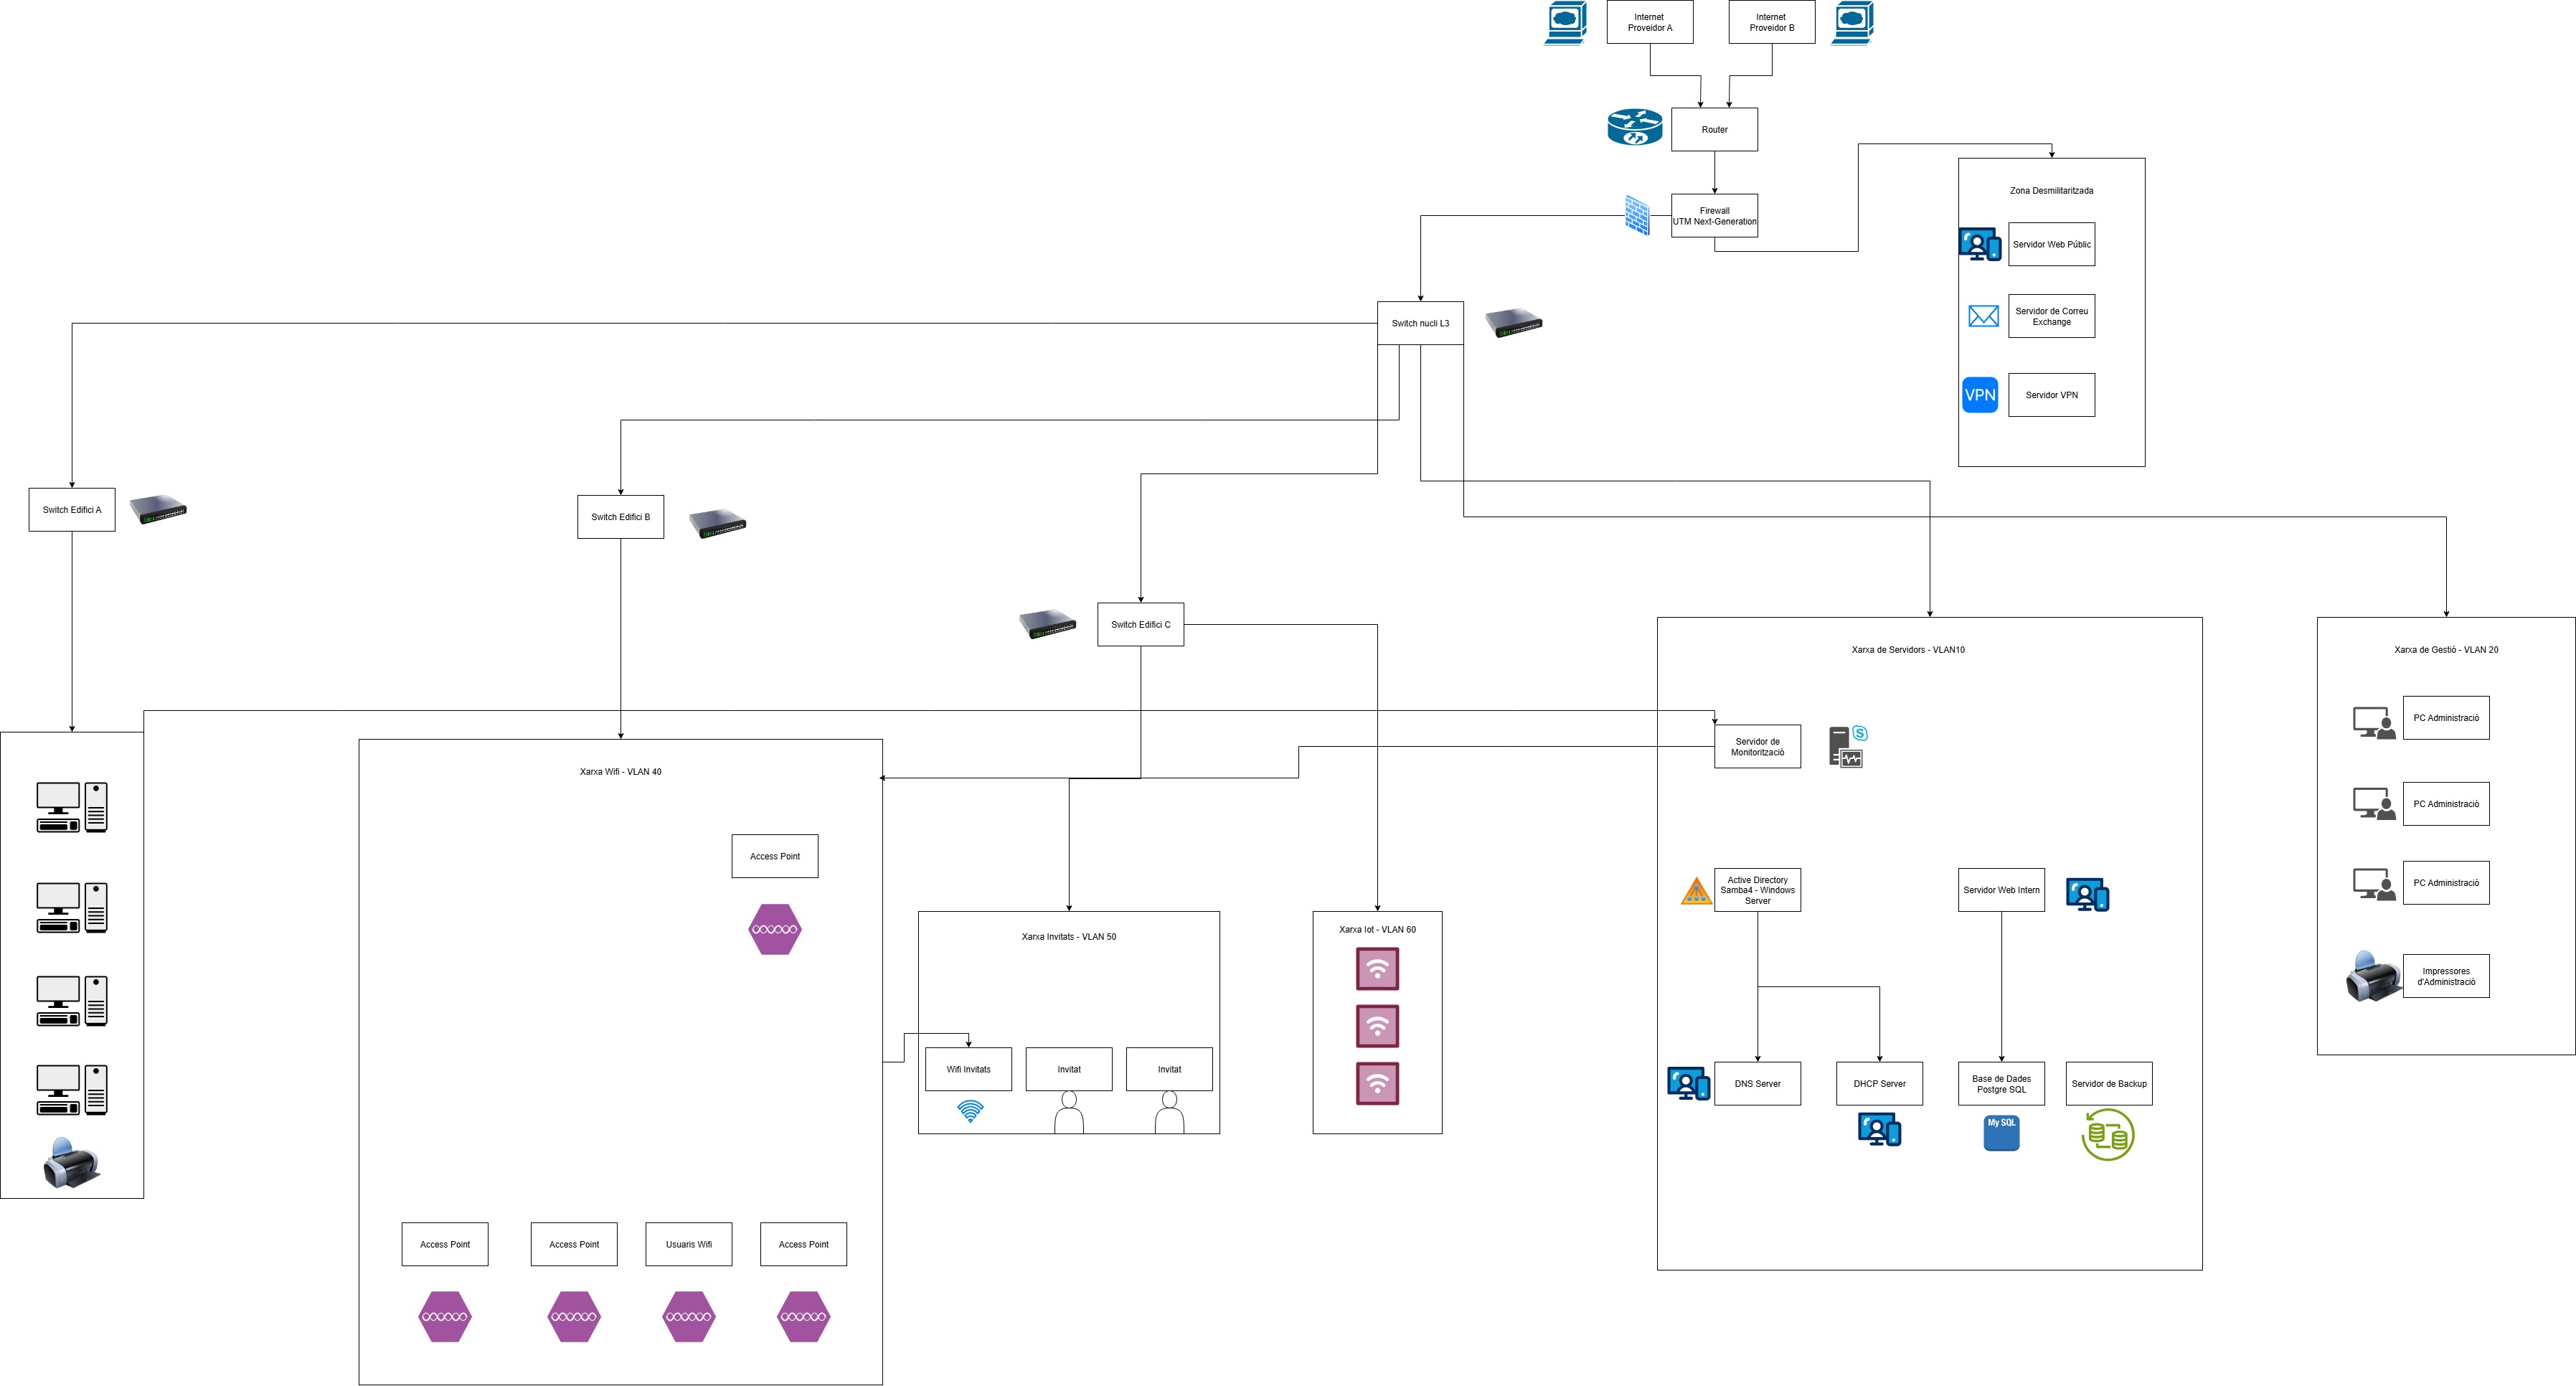 Internet
Proveidor A
Internet
Proveidor B
Router
Firewall
UTM Next-Generation
Zona Desmilitaritzada
Servidor Web Públic
Servidor de Correu
Exchange
VPN
Servidor VPN
Switch nucli L3
Switch Edifici A
Switch Edifici B
Switch Edifici C
Xarxa de Servidors - VLAN10
Xarxa de Gestió - VLAN 20
PC Administració
Servidor de
Monitorització
S
Xarxa Wifi - VLAN 40
PC Administració
Access Point
Active Directory
Samba4 - Windows
Server
Servidor Web Intern
PC Administració
Xarxa Invitats - VLAN 50
Xarxa Iot - VLAN 60
Impressores
d'Administració
Wifi Invitats
Invitat
Invitat
DNS Server
DHCP Server
Base de Dades
Postgre SQL
Servidor de Backup
My SQL
Access Point
Access Point
Usuaris Wifi
Access Point